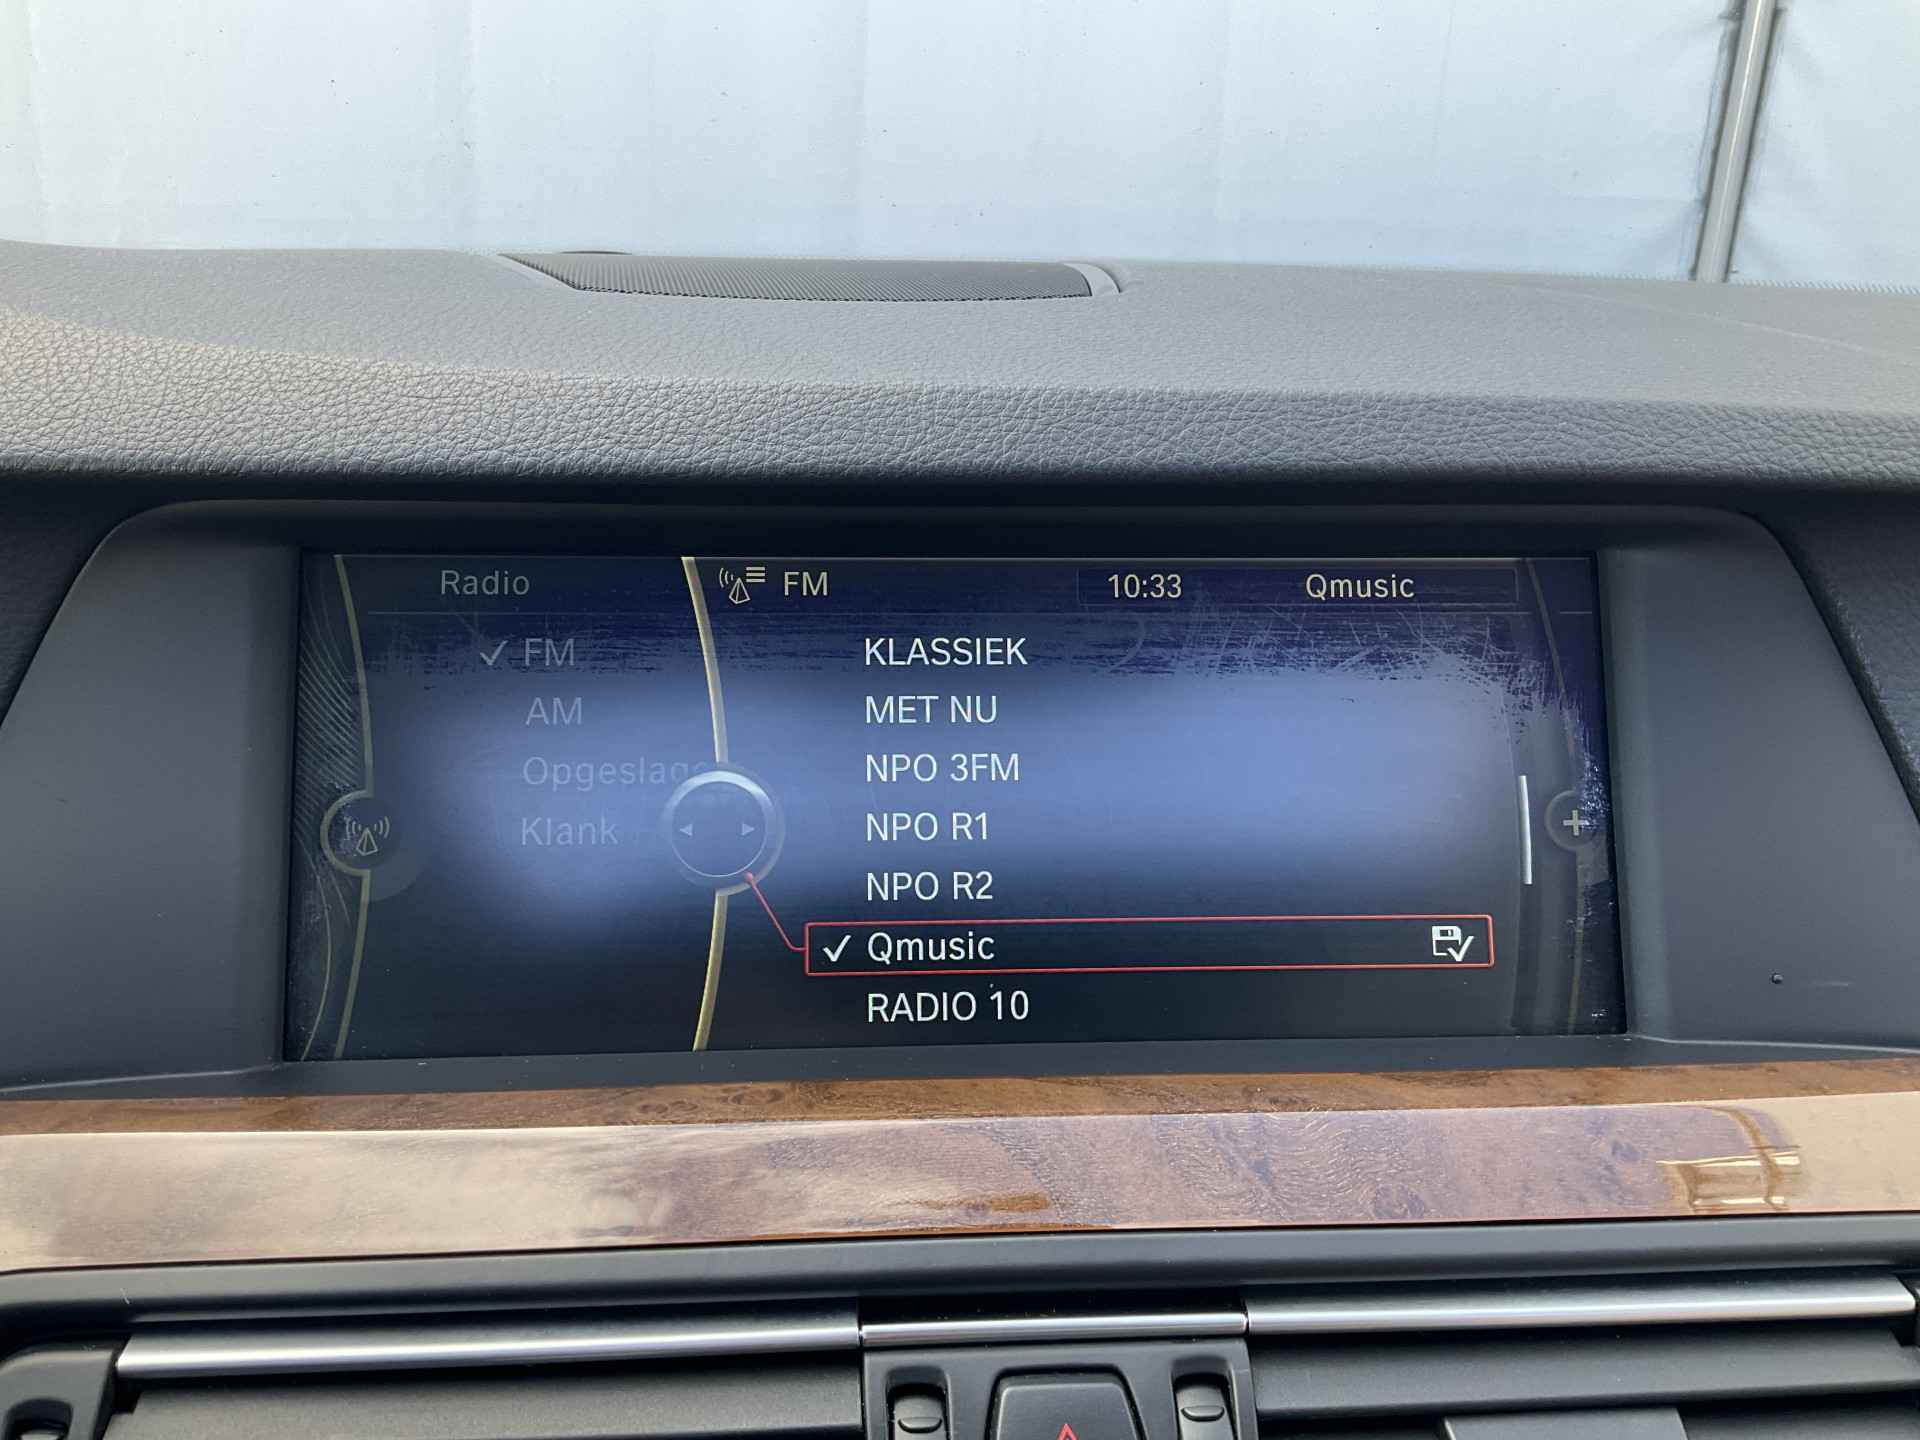 Radio
FM
10:33
Qmusic
FM
AM
Opgeslage
Klank
KLASSIEK
MET NU
NPO 3FM
NPO R1
NPO R2
Qmusic
RADIO 10